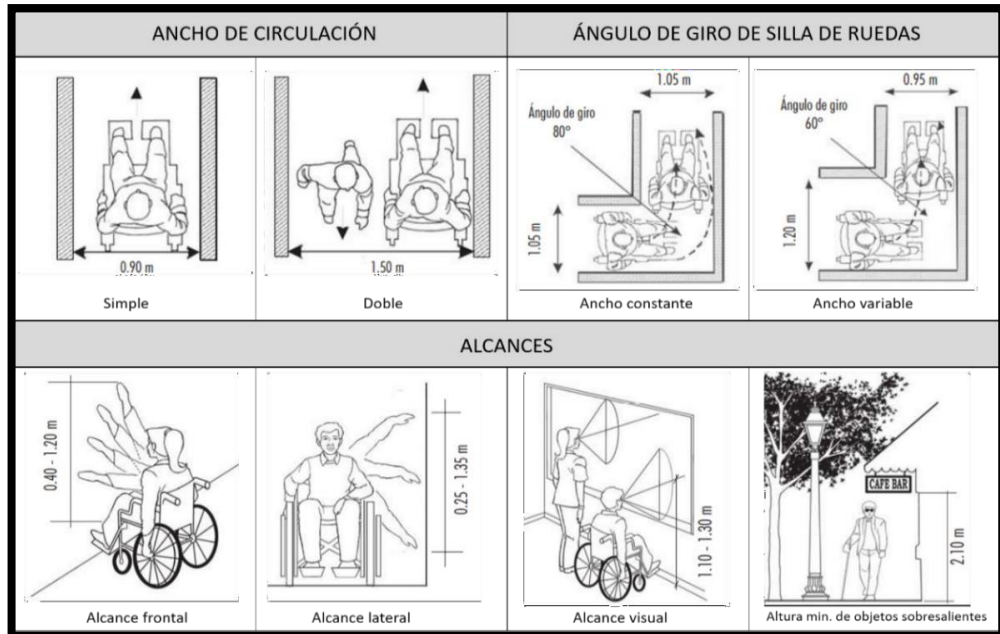 ANCHO DE CIRCULACIÓN
ÁNGULO DE GIRO DE SILLA DE RUEDAS
0.90 m
Simple
1.50 m
Doble
1.05 m
Ángulo de giro
80°
1.05 m
Ancho constante
0.95 m
Ángulo de giro
60°
1.20 m
Ancho variable
ALCANCES
0.40 - 1.20 m
Alcance frontal
0.25 - 1.35 m
Alcance lateral
1.10 - 1.30 m
Alcance visual
CAFE BAR
2.10 m
Altura min. de objetos sobresalientes